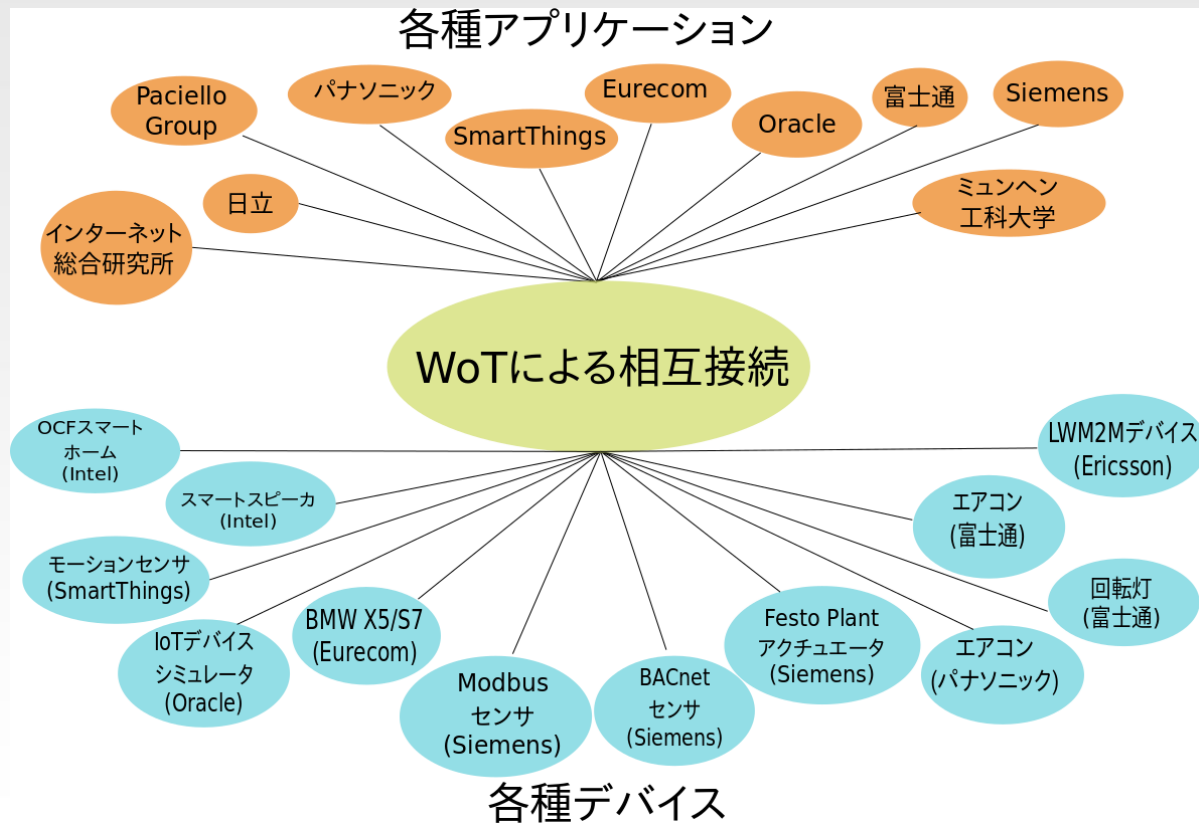 各種アプリケーション
Paciello
Group
パナソニック
SmartThings
Eurecom
Oracle
富士通
Siemens
インターネット
総合研究所
日立
ミュンヘン
工科大学
WoTによる相互接続
OCFスマート
ホーム
(Intel)
スマートスピーカ
(Intel)
モーションセンサ
(SmartThings)
IoTデバイス
シミュレータ
(Oracle)
BMW X5/S7
(Eurecom)
Modbus
センサ
(Siemens)
BACnet
センサ
(Siemens)
Festo Plant
アクチュエータ
(Siemens)
エアコン
(パナソニック)
回転灯
(富士通)
エアコン
(富士通)
LWM2Mデバイス
(Ericsson)
各種デバイス